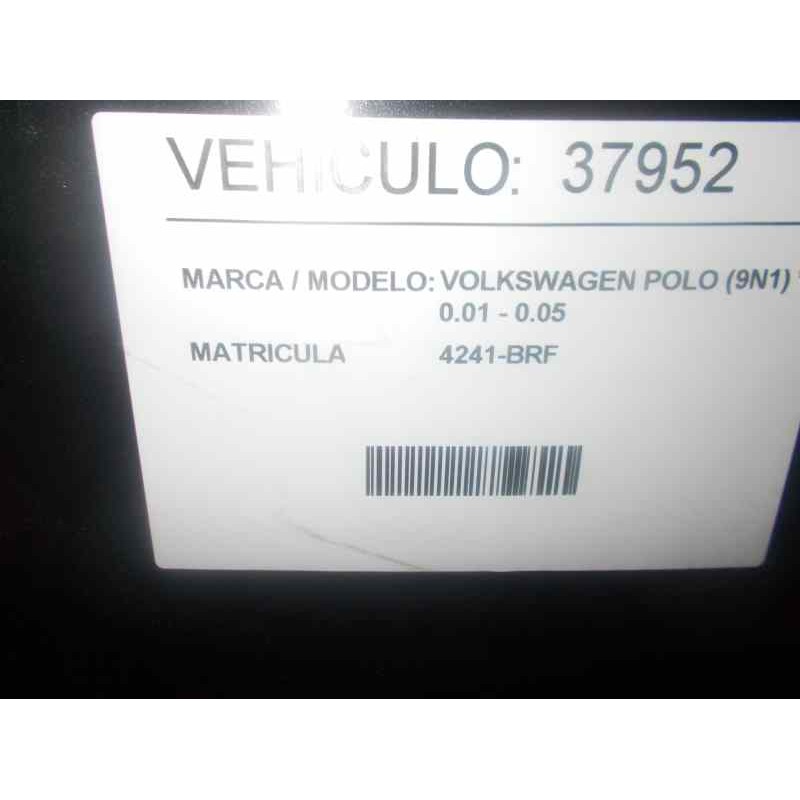 VEHICULO: 37952
MARCA / MODELO: VOLKSWAGEN POLO (9N1)
0.01 - 0.05
MATRICULA 4241-BRF